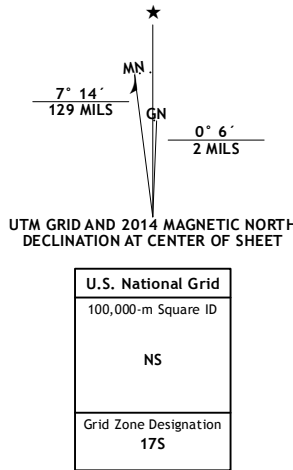 ★
MN
7° 14´
129 MILS
GN
0° 6´
2 MILS
UTM GRID AND 2014 MAGNETIC NORTH
DECLINATION AT CENTER OF SHEET
U.S. National Grid
100,000-m Square ID
NS
Grid Zone Designation
17S